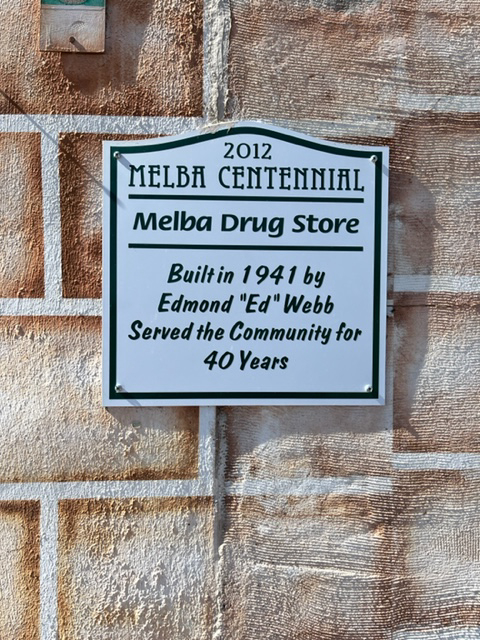 2012
MELBA CENTENNIAL
Melba Drug Store
Built in 1941 by
Edmond "Ed" Webb
Served the Community for
40 Years